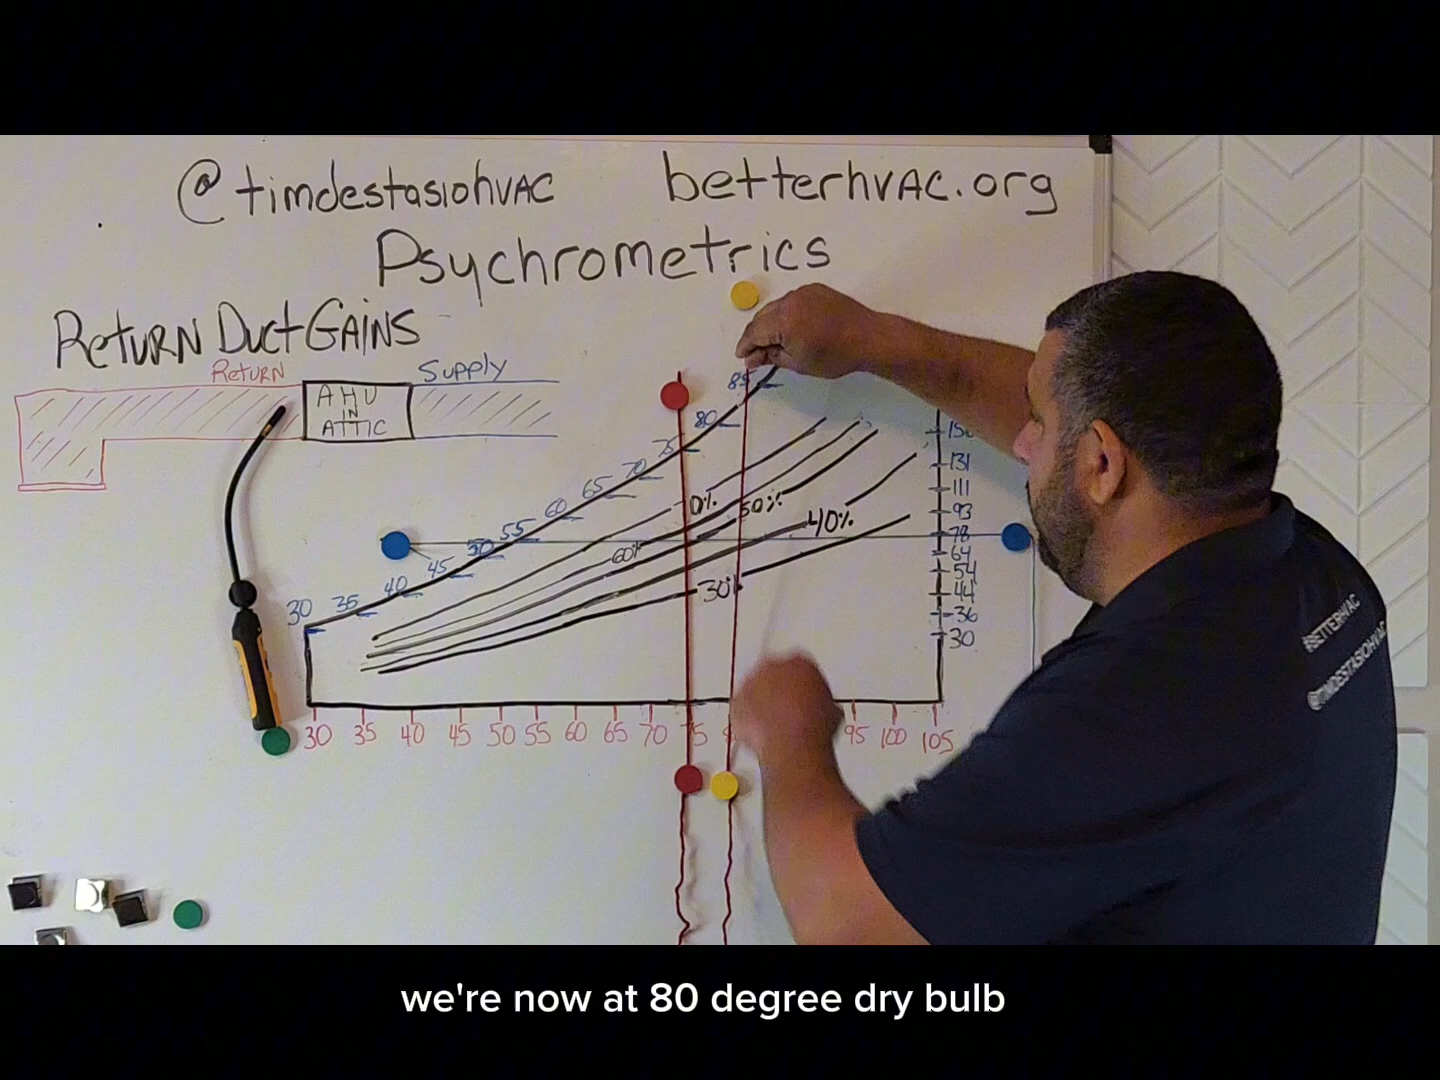 @timdestasiohvac betterhvac.org
Psychrometrics
Return Duct Gains
Return
Supply
AHU
IN
ATTIC
85
80
75
70
65
60
55
50
45
40
35
30
0%
50%
60%
40%
30%
150
131
111
93
78
64
54
44
36
30
30 35 40 45 50 55 60 65 70 75 95 100 105
#BETTERHVAC
@TIMDESTASIOHVAC
we're now at 80 degree dry bulb